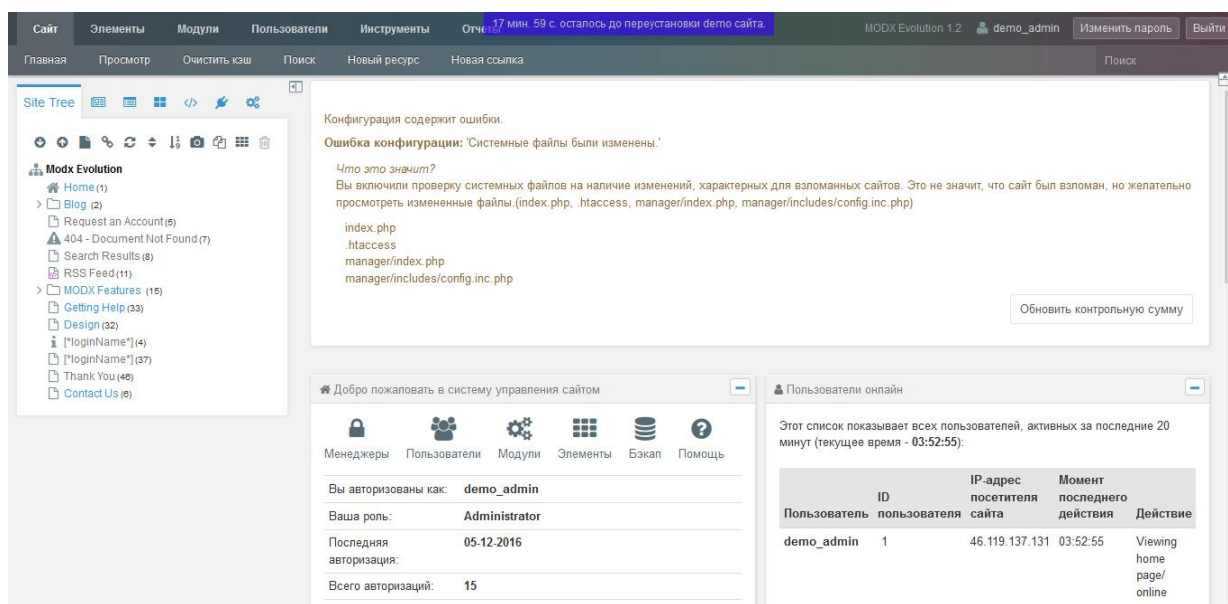 Сайт Элементы Модули Пользователи Инструменты Отчеты 17 мин. 59 с. осталось до переустановки demo сайта. MODX Evolution 1.2 demo_admin Изменить пароль Выйти
Главная Просмотр Очистить кэш Поиск Новый ресурс Новая ссылка Поиск
Site Tree
Modx Evolution
Home (1)
Blog (2)
Request an Account (5)
404 - Document Not Found (7)
Search Results (8)
RSS Feed (11)
MODX Features (15)
Getting Help (33)
Design (32)
[*loginName*] (4)
[*loginName*] (37)
Thank You (46)
Contact Us (6)
Конфигурация содержит ошибки.
Ошибка конфигурации: 'Системные файлы были изменены.'
Что это значит?
Вы включили проверку системных файлов на наличие изменений, характерных для взломанных сайтов. Это не значит, что сайт был взломан, но желательно
просмотреть измененные файлы.(index.php, .htaccess, manager/index.php, manager/includes/config.inc.php)
index.php
.htaccess
manager/index.php
manager/includes/config.inc.php
Обновить контрольную сумму
Добро пожаловать в систему управления сайтом
Менеджеры Пользователи Модули Элементы Бэкап Помощь
Вы авторизованы как: demo_admin
Ваша роль: Administrator
Последняя
авторизация: 05-12-2016
Всего авторизаций: 15
Пользователи онлайн
Этот список показывает всех пользователей, активных за последние 20
минут (текущее время - 03:52:55):
Пользователь ID пользователя IP-адрес посетителя сайта Момент последнего действия Действие
demo_admin 1 46.119.137.131 03:52:55 Viewing
home
page/
online